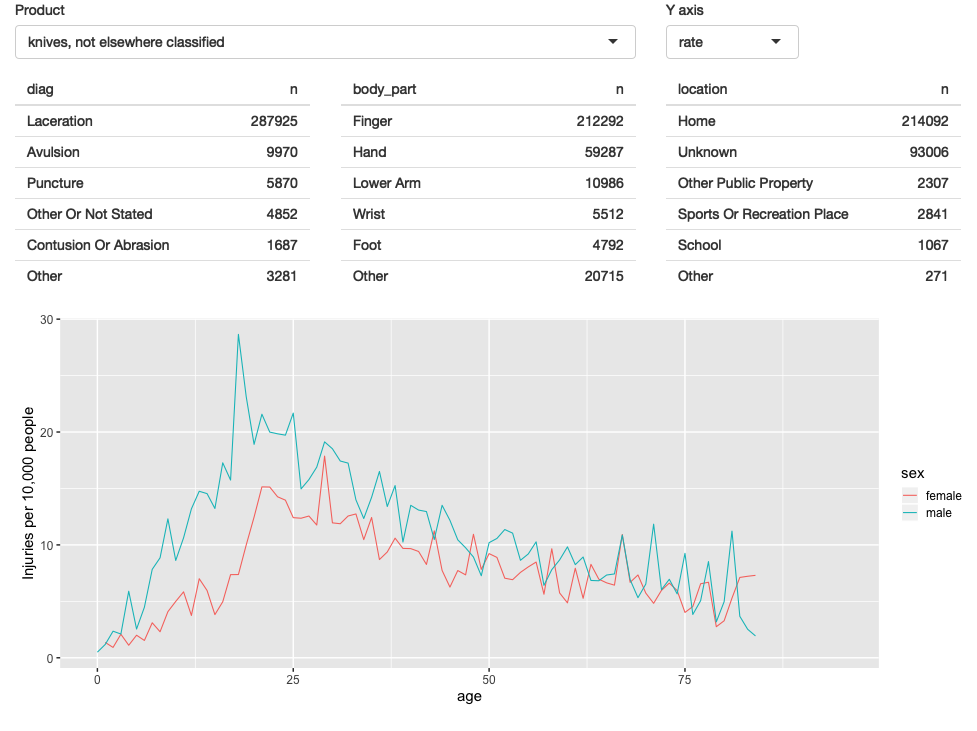 Product Y axis
knives, not elsewhere classified rate
diag n body_part n location n
Laceration 287925 Finger 212292 Home 214092
Avulsion 9970 Hand 59287 Unknown 93006
Puncture 5870 Lower Arm 10986 Other Public Property 2307
Other Or Not Stated 4852 Wrist 5512 Sports Or Recreation Place 2841
Contusion Or Abrasion 1687 Foot 4792 School 1067
Other 3281 Other 20715 Other 271
30
20
10
0
Injuries per 10,000 people
0 25 50 75
age
sex
female
male